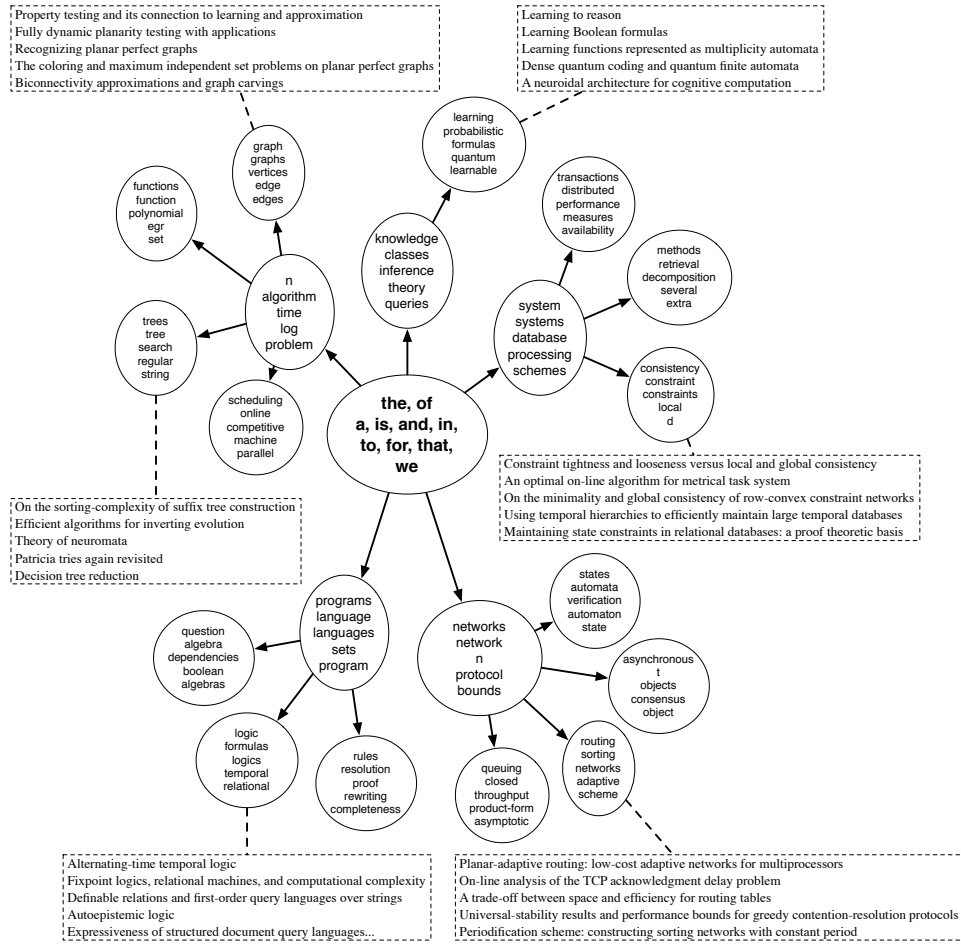 Property testing and its connection to learning and approximation
Fully dynamic planarity testing with applications
Recognizing planar perfect graphs
The coloring and maximum independent set problems on planar perfect graphs
Biconnectivity approximations and graph carvings
Learning to reason
Learning Boolean formulas
Learning functions represented as multiplicity automata
Dense quantum coding and quantum finite automata
A neuroidal architecture for cognitive computation
learning
probabilistic
formulas
quantum
learnable
graph
graphs
vertices
edge
edges
functions
function
polynomial
egr
set
transactions
distributed
performance
measures
availability
knowledge
classes
inference
theory
queries
methods
retrieval
decomposition
several
extra
n
algorithm
time
log
problem
system
systems
database
processing
schemes
trees
tree
search
regular
string
consistency
constraint
constraints
local
d
scheduling
online
competitive
machine
parallel
the, of
a, is, and, in,
to, for, that,
we
Constraint tightness and looseness versus local and global consistency
An optimal on-line algorithm for metrical task system
On the minimality and global consistency of row-convex constraint networks
Using temporal hierarchies to efficiently maintain large temporal databases
Maintaining state constraints in relational databases: a proof theoretic basis
On the sorting-complexity of suffix tree construction
Efficient algorithms for inverting evolution
Theory of neuromata
Patricia tries again revisited
Decision tree reduction
programs
language
languages
sets
program
networks
network
n
protocol
bounds
states
automata
verification
automaton
state
question
algebra
dependencies
boolean
algebras
asynchronous
t
objects
consensus
object
logic
formulas
logics
temporal
relational
rules
resolution
proof
rewriting
completeness
queuing
closed
throughput
product-form
asymptotic
routing
sorting
networks
adaptive
scheme
Alternating-time temporal logic
Fixpoint logics, relational machines, and computational complexity
Definable relations and first-order query languages over strings
Autoepistemic logic
Expressiveness of structured document query languages...
Planar-adaptive routing: low-cost adaptive networks for multiprocessors
On-line analysis of the TCP acknowledgment delay problem
A trade-off between space and efficiency for routing tables
Universal-stability results and performance bounds for greedy contention-resolution protocols
Periodification scheme: constructing sorting networks with constant period